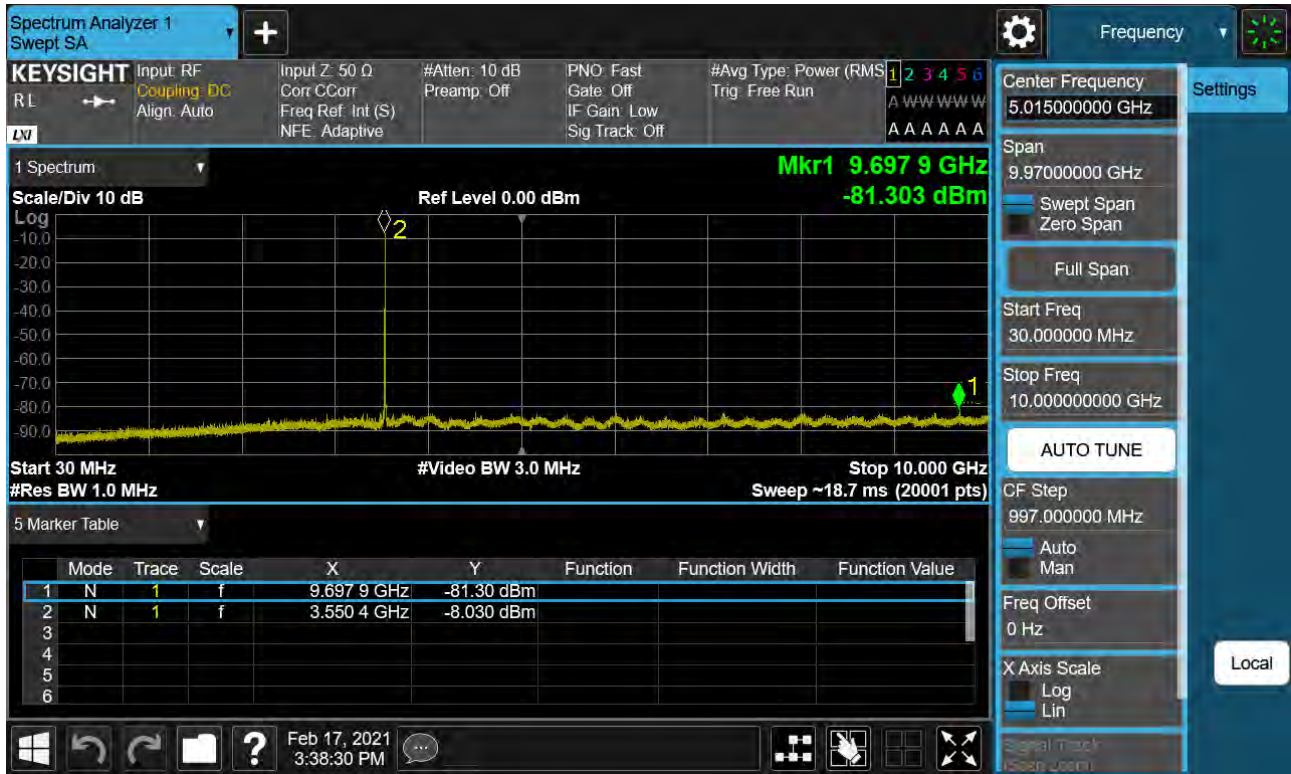 Spectrum Analyzer 1
Swept SA
+
Frequency
KEYSIGHT
RL
LXI
Input: RF
Coupling: DC
Align: Auto
Input Z: 50 Ω
Corr CCorr
Freq Ref: Int (S)
NFE: Adaptive
#Atten: 10 dB
Preamp: Off
PNO: Fast
Gate: Off
IF Gain: Low
Sig Track: Off
#Avg Type: Power (RMS
Trig: Free Run
1 2 3 4 5 6
A W W W W W
A A A A A A
1 Spectrum
Scale/Div 10 dB
Ref Level 0.00 dBm
Mkr1 9.697 9 GHz
-81.303 dBm
Log
-10.0
-20.0
-30.0
-40.0
-50.0
-60.0
-70.0
-80.0
-90.0
2
1
Start 30 MHz
#Video BW 3.0 MHz
Stop 10.000 GHz
#Res BW 1.0 MHz
Sweep ~18.7 ms (20001 pts)
5 Marker Table
Mode Trace Scale X Y Function Function Width Function Value
1 N 1 f 9.697 9 GHz -81.30 dBm
2 N 1 f 3.550 4 GHz -8.030 dBm
3
4
5
6
Feb 17, 2021
3:38:30 PM
?
Center Frequency
5.015000000 GHz
Settings
Span
9.97000000 GHz
Swept Span
Zero Span
Full Span
Start Freq
30.000000 MHz
Stop Freq
10.000000000 GHz
AUTO TUNE
CF Step
997.000000 MHz
Auto
Man
Freq Offset
0 Hz
X Axis Scale
Log
Lin
Local
Signal Track
(Span Zoom)